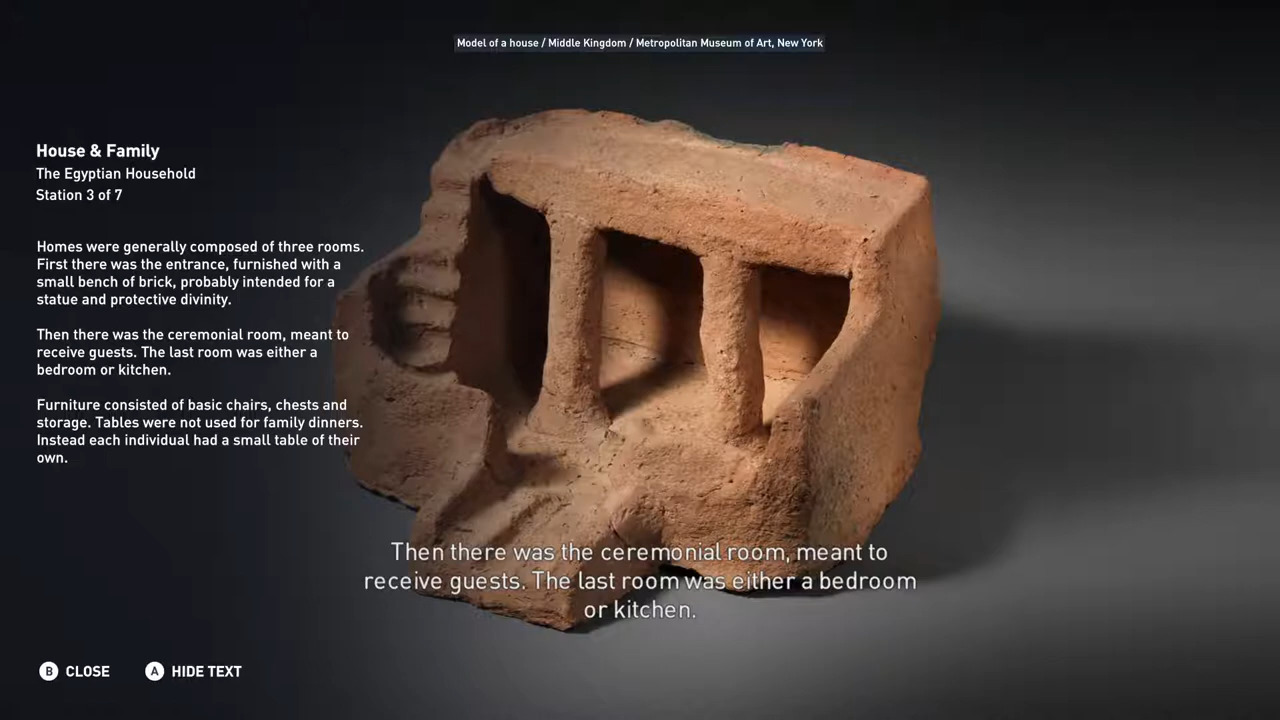 Model of a house / Middle Kingdom / Metropolitan Museum of Art, New York
House & Family
The Egyptian Household
Station 3 of 7
Homes were generally composed of three rooms.
First there was the entrance, furnished with a
small bench of brick, probably intended for a
statue and protective divinity.
Then there was the ceremonial room, meant to
receive guests. The last room was either a
bedroom or kitchen.
Furniture consisted of basic chairs, chests and
storage. Tables were not used for family dinners.
Instead each individual had a small table of their
own.
Then there was the ceremonial room, meant to
receive guests. The last room was either a bedroom
or kitchen.
B CLOSE A HIDE TEXT